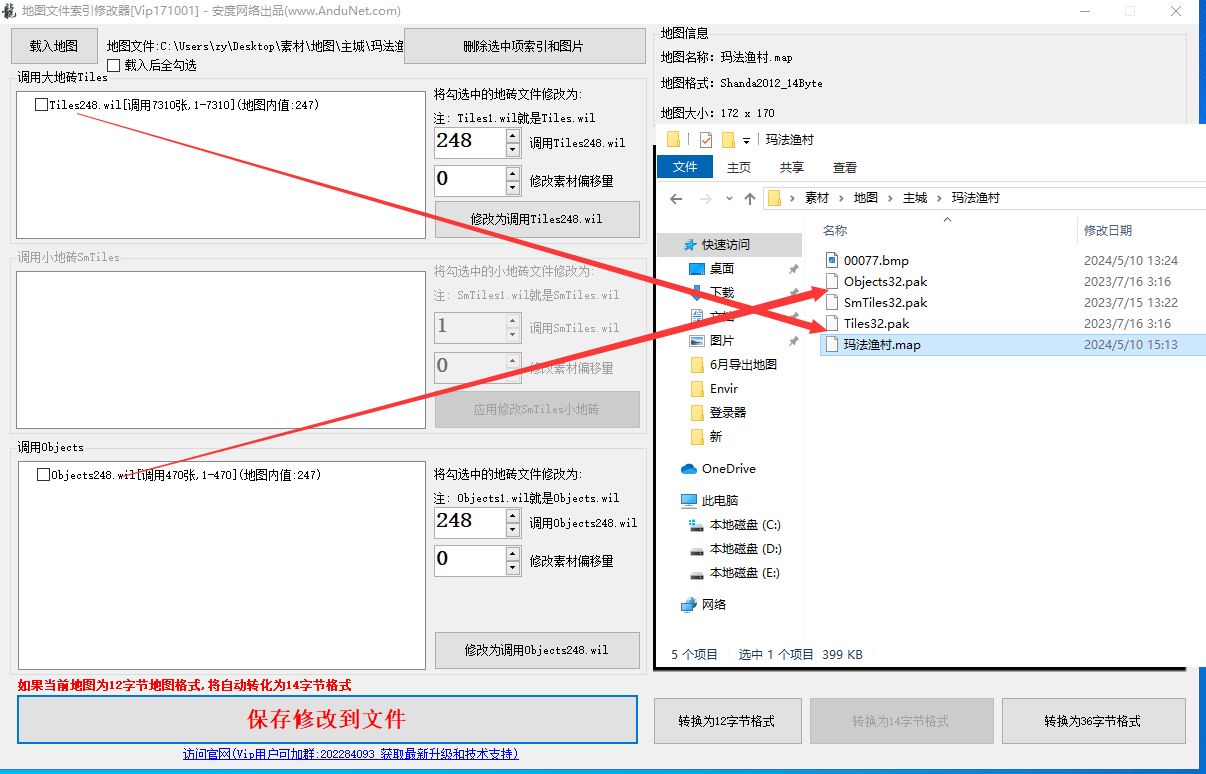 地图文件索引修改器[Vip171001] - 安度网络出品(www.AnduNet.com)
载入地图
地图文件:C:\Users\zy\Desktop\素材\地图\主城\玛法渔
载入后全勾选
删除选中项索引和图片
调用大地砖Tiles
Tiles248.wil[调用7310张,1-7310](地图内值:247)
将勾选中的地砖文件修改为:
注: Tiles1.wil就是Tiles.wil
248
调用Tiles248.wil
0
修改素材偏移量
修改为调用Tiles248.wil
调用小地砖SmTiles
将勾选中的小地砖文件修改为:
注: SmTiles1.wil就是SmTiles.wil
1
调用SmTiles.wil
0
修改素材偏移量
应用修改SmTiles小地砖
调用Objects
Objects248.wil[调用470张,1-470](地图内值:247)
将勾选中的地砖文件修改为:
注: Objects1.wil就是Objects.wil
248
调用Objects248.wil
0
修改素材偏移量
修改为调用Objects248.wil
如果当前地图为12字节地图格式,将自动转化为14字节格式
保存修改到文件
访问官网(Vip用户可加群:202284093 获取最新升级和技术支持)
地图信息
地图名称: 玛法渔村.map
地图格式: Shanda2012_14Byte
地图大小: 172 x 170
玛法渔村
文件 主页 共享 查看
素材 › 地图 › 主城 › 玛法渔村
名称 修改日期
快速访问
桌面
下载
文档
图片
6月导出地图
Envir
登录器
新
OneDrive
此电脑
本地磁盘 (C:)
本地磁盘 (D:)
本地磁盘 (E:)
网络
00077.bmp 2024/5/10 13:24
Objects32.pak 2023/7/16 3:16
SmTiles32.pak 2023/7/15 13:22
Tiles32.pak 2023/7/16 3:16
玛法渔村.map 2024/5/10 15:13
5 个项目 选中 1 个项目 399 KB
转换为12字节格式
转换为14字节格式
转换为36字节格式